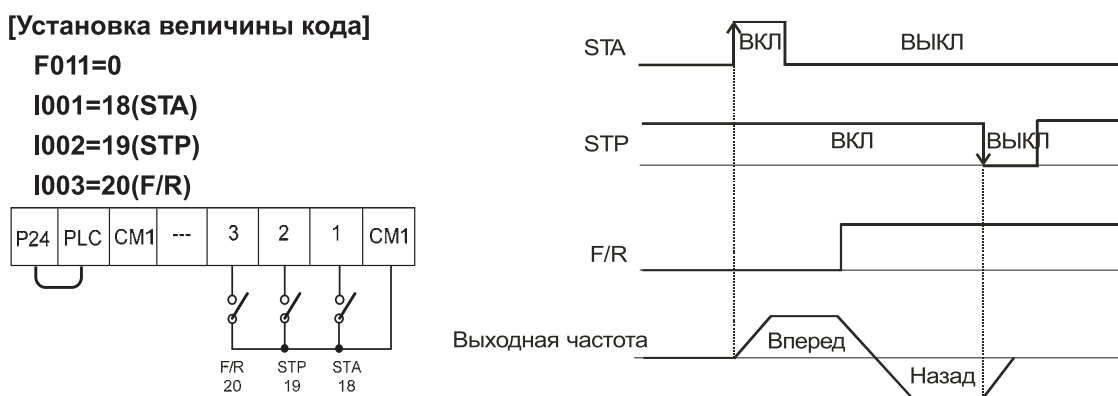 [Установка величины кода]
F011=0
I001=18(STA)
I002=19(STP)
I003=20(F/R)
P24 PLC CM1 --- 3 2 1 CM1
F/R STP STA
20 19 18
STA ВКЛ ВЫКЛ
STP ВКЛ ВЫКЛ
F/R
Выходная частота Вперед
Назад